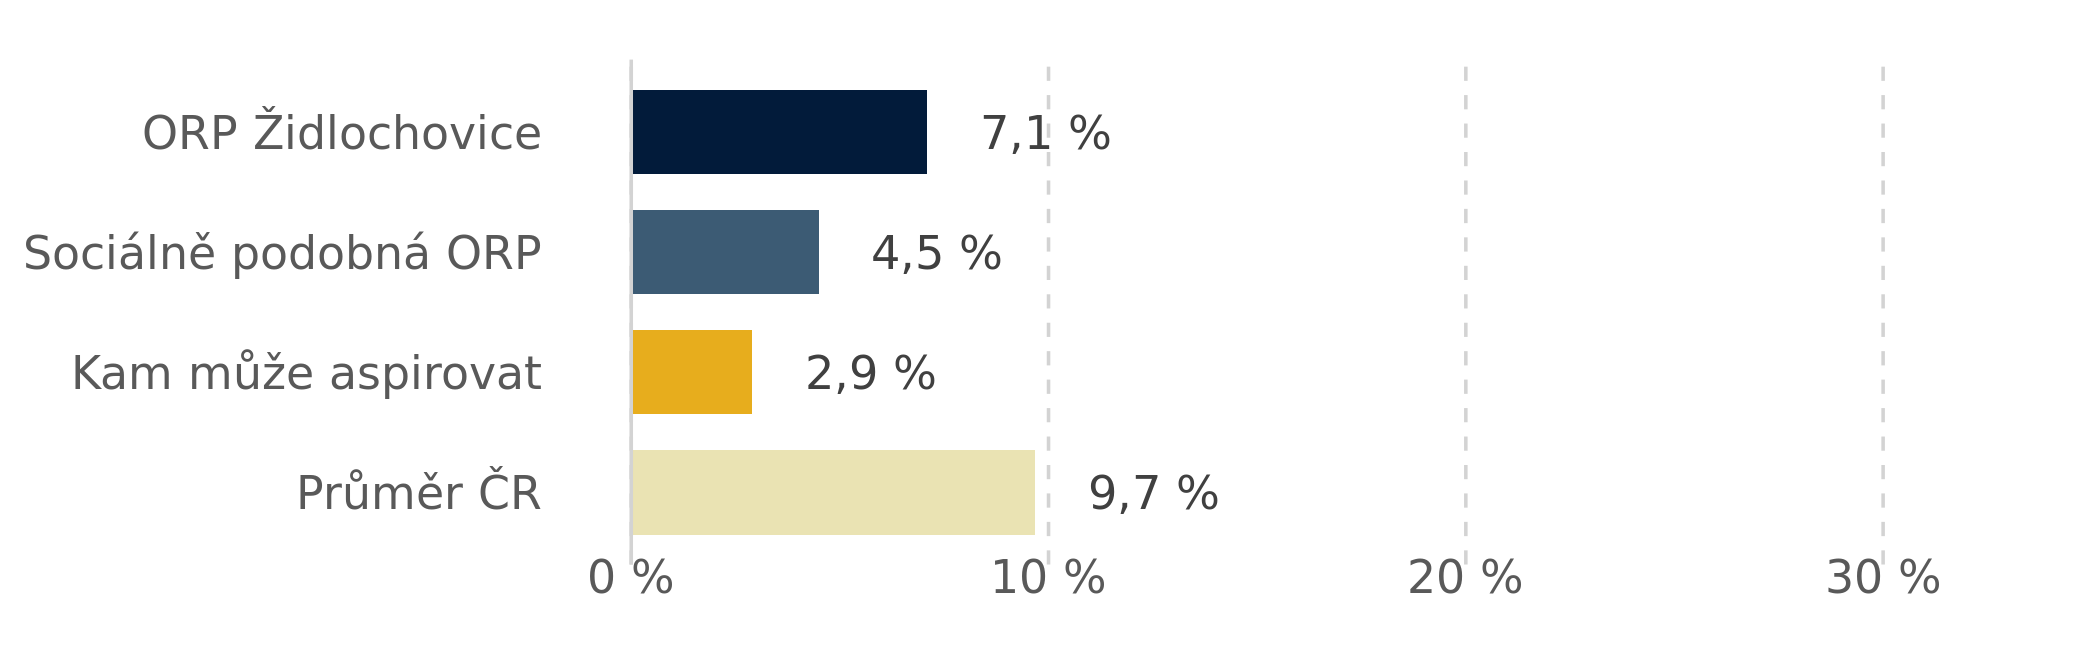 ORP Židlochovice 7,1 %
Sociálně podobná ORP 4,5 %
Kam může aspirovat 2,9 %
Průměr ČR 9,7 %
0 % 10 % 20 % 30 %